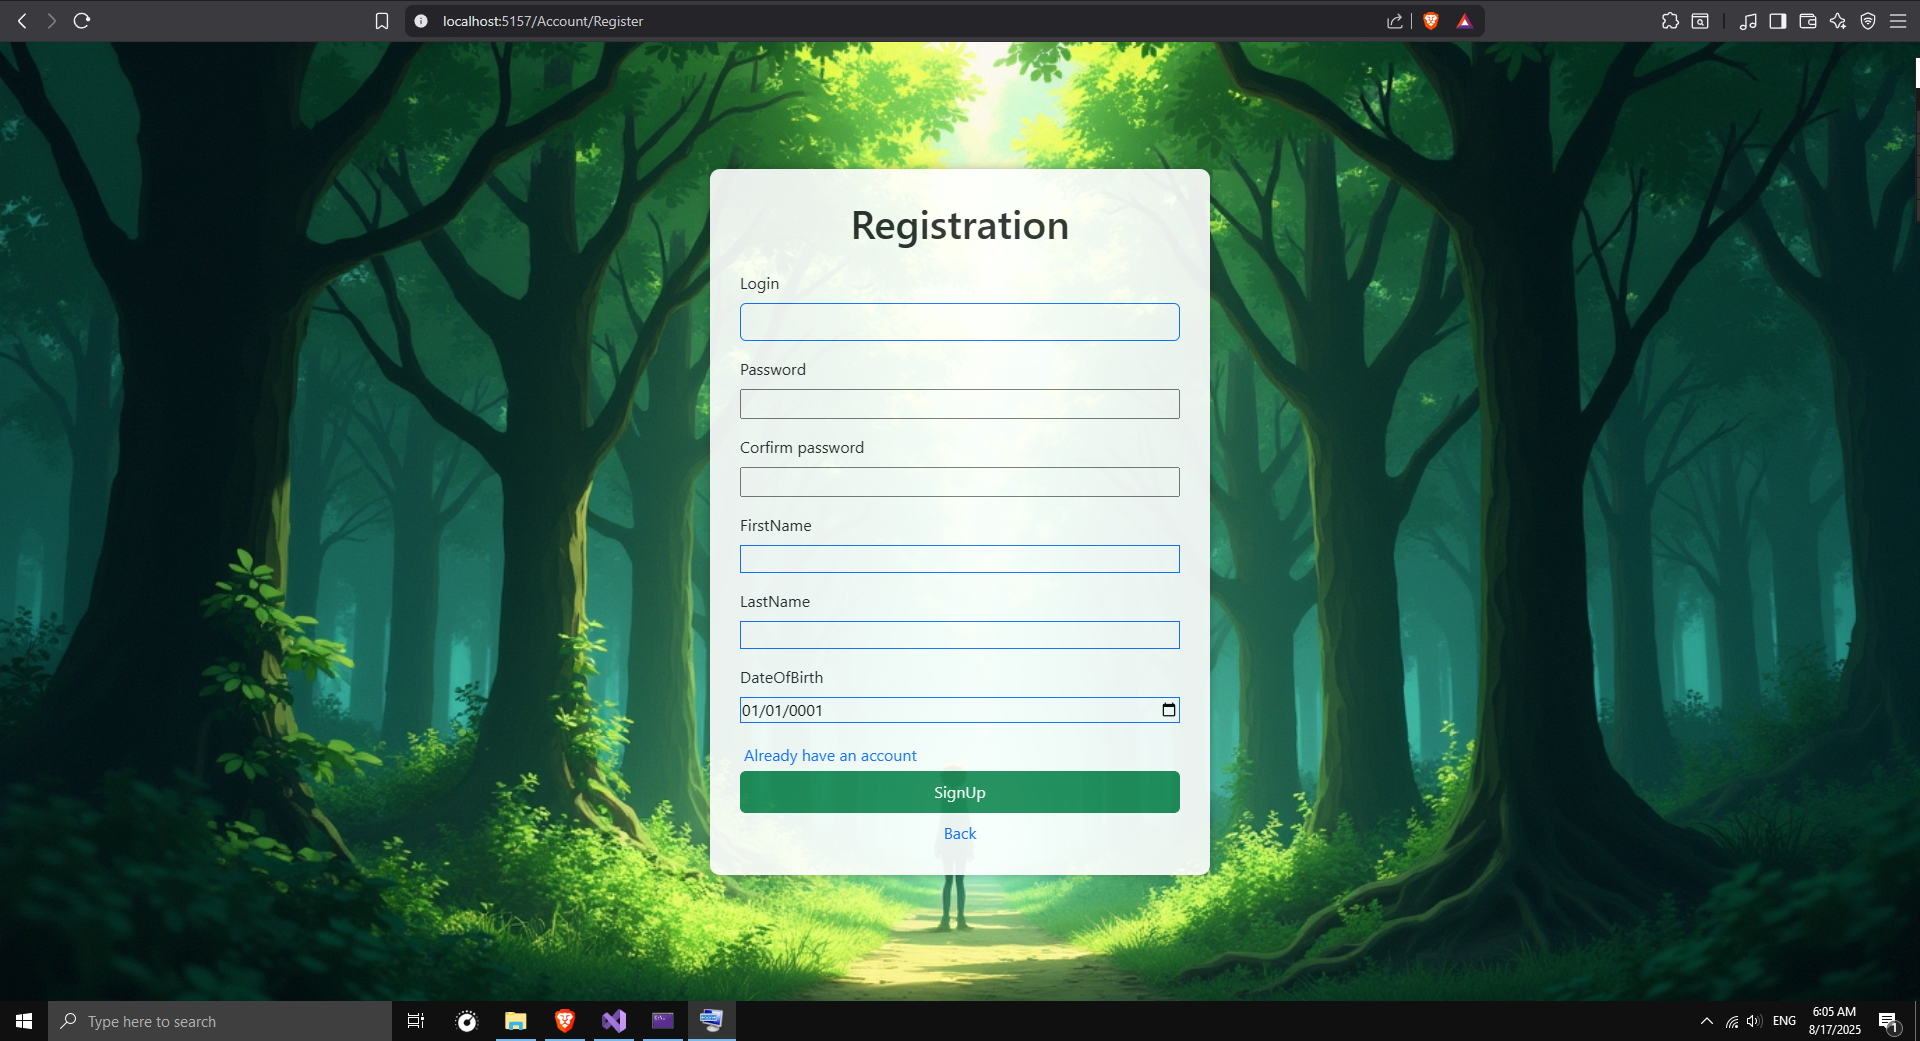 localhost:5157/Account/Register
Registration
Login
Password
Corfirm password
FirstName
LastName
DateOfBirth
01/01/0001
Already have an account
SignUp
Back
Type here to search
ENG
6:05 AM
8/17/2025
1